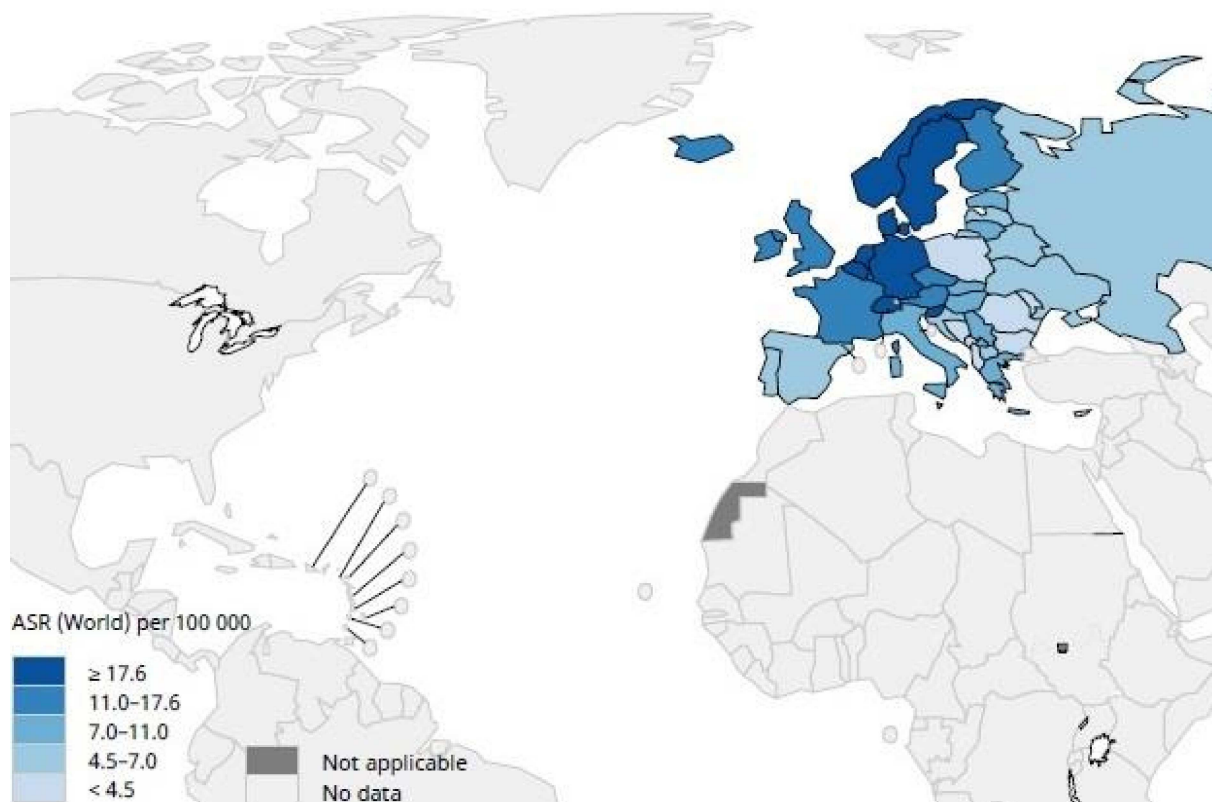 ASR (World) per 100 000
≥ 17.6
11.0–17.6
7.0–11.0
4.5–7.0
< 4.5
Not applicable
No data